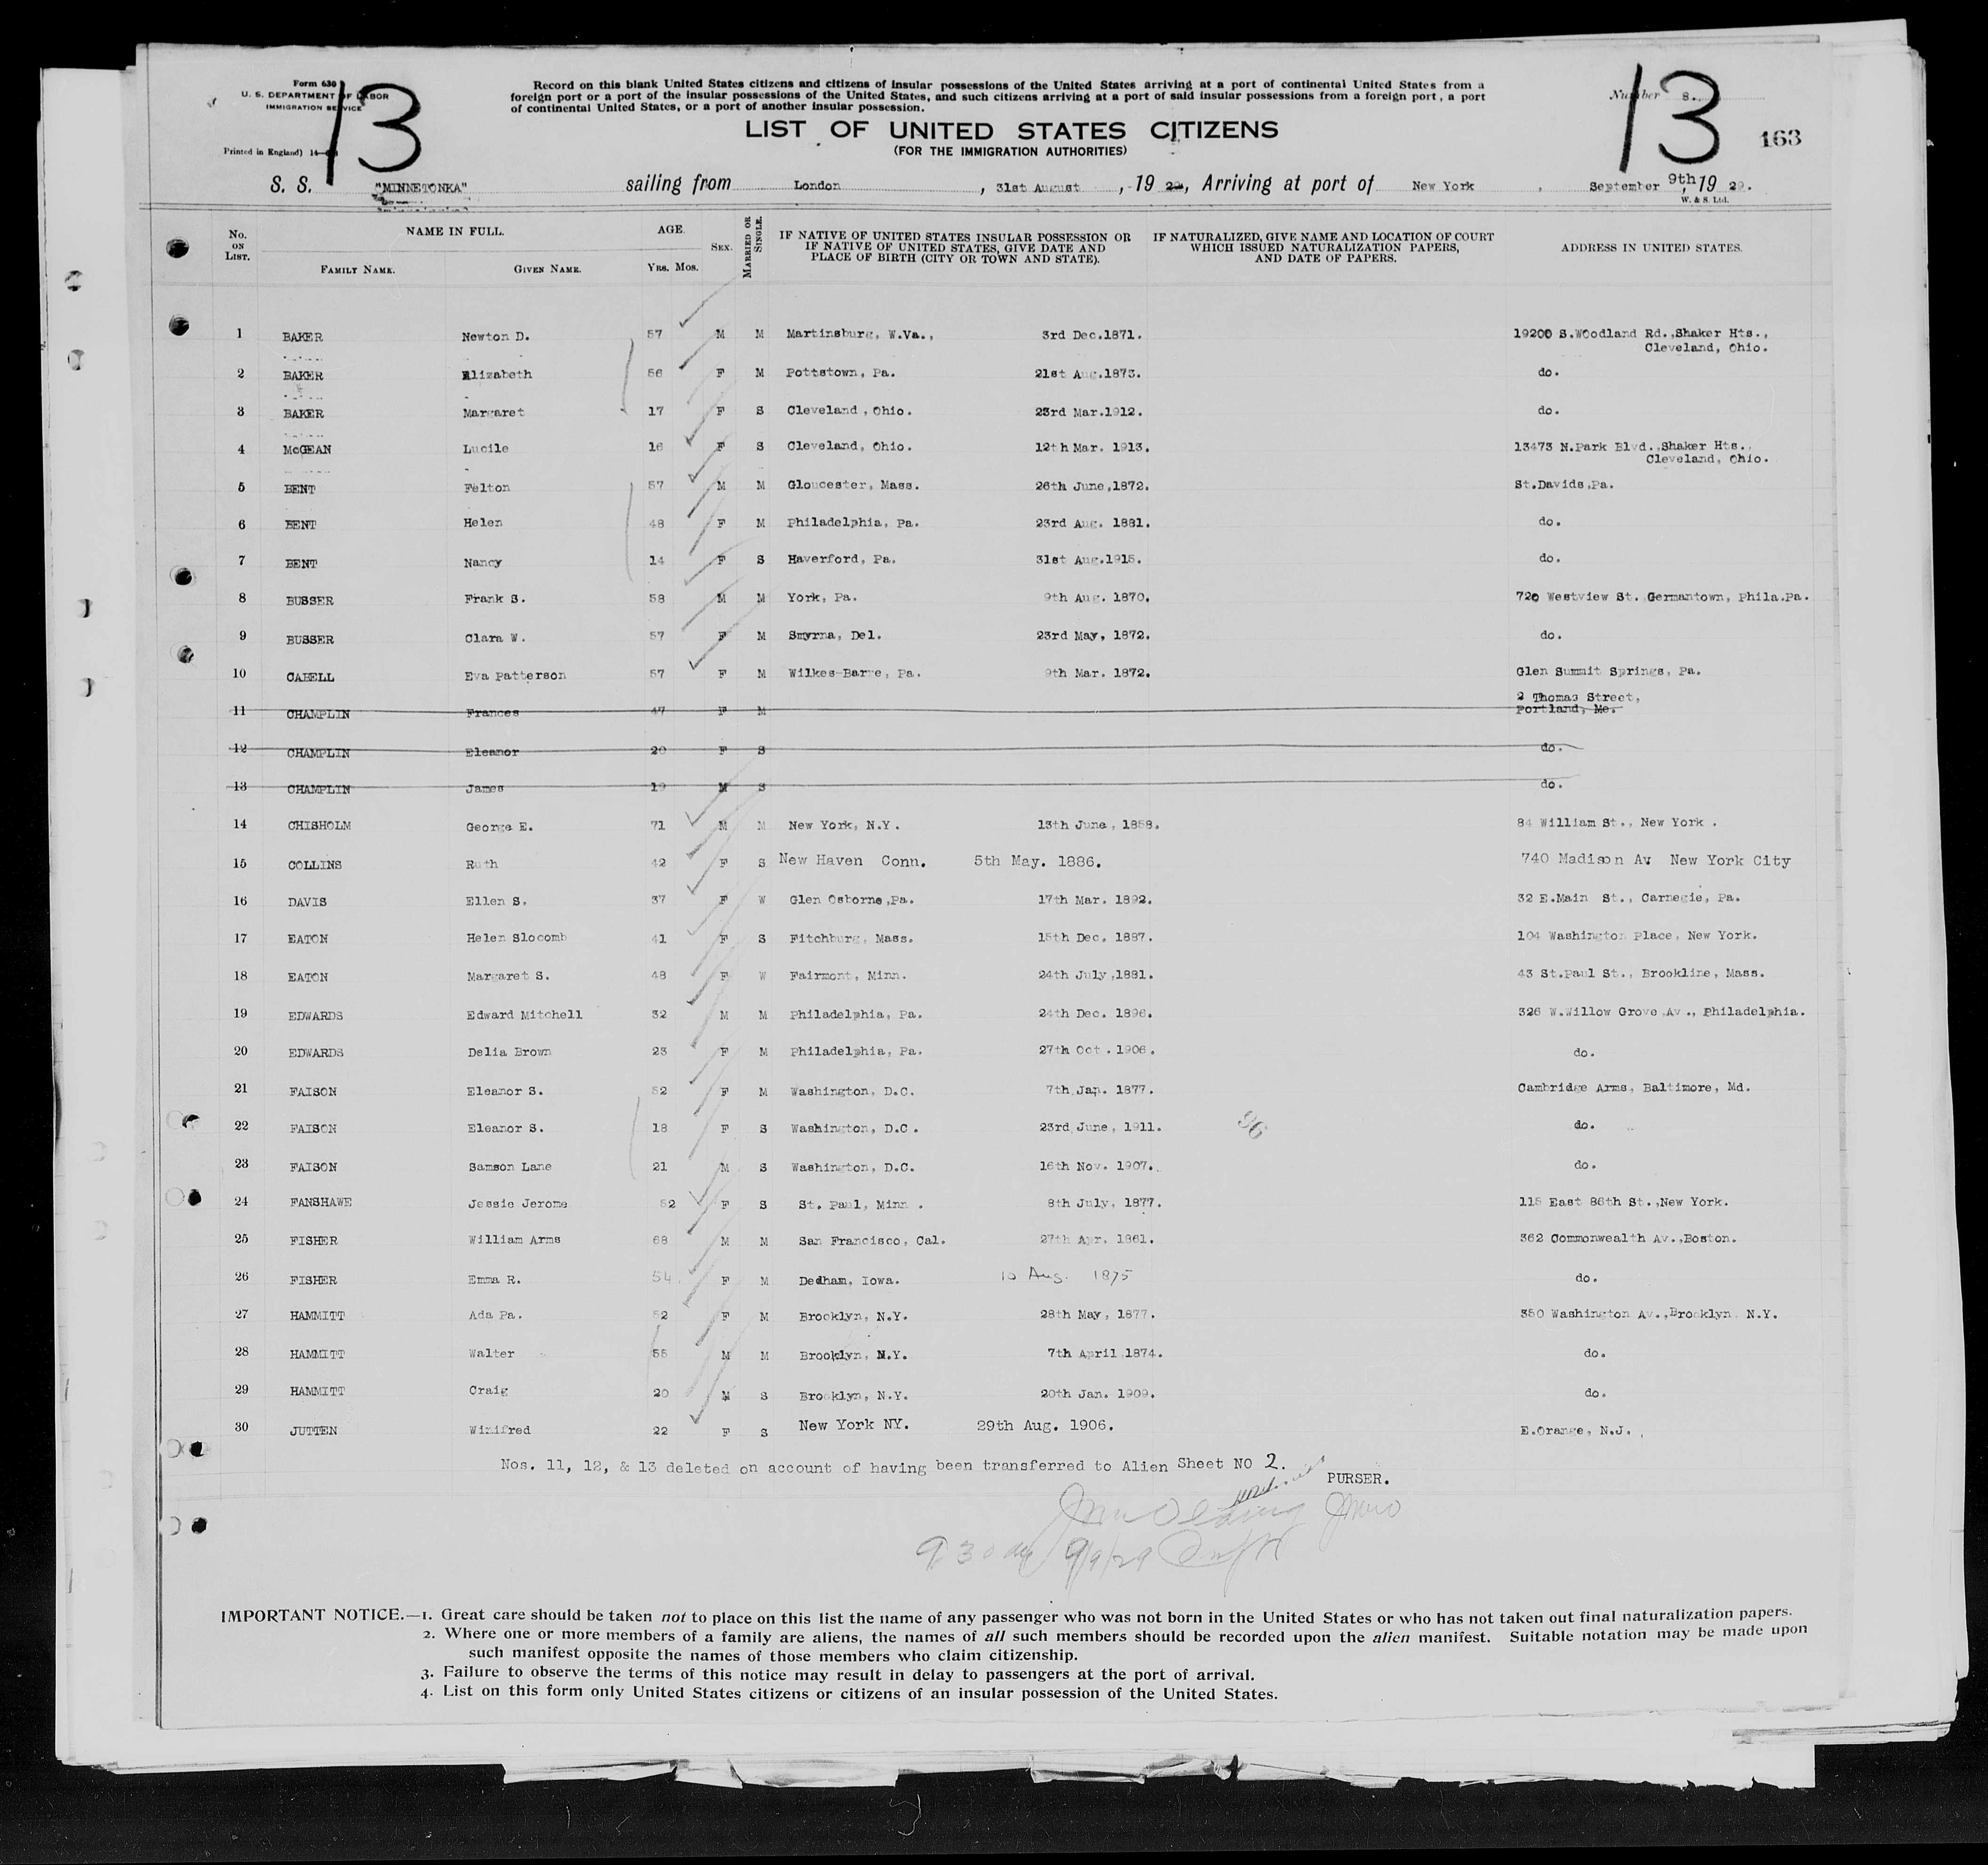 Form 630
U. S. DEPARTMENT OF LABOR
IMMIGRATION SERVICE
Printed in England) 14
13
Record on this blank United States citizens and citizens of insular possessions of the United States arriving at a port of continental United States from a
foreign port or a port of the insular possessions of the United States, and such citizens arriving at a port of said insular possessions from a foreign port, a port
of continental United States, or a port of another insular possession.
Number 8.
13
163
LIST OF UNITED STATES CITIZENS
(FOR THE IMMIGRATION AUTHORITIES)
S. S. "MINNETONKA" sailing from London, 31st August, 19 29, Arriving at port of New York, September 9th, 19 29.
W. & S. Ltd.
No. ON LIST. NAME IN FULL. FAMILY NAME. GIVEN NAME. AGE. YRS. MOS. SEX. MARRIED OR SINGLE. IF NATIVE OF UNITED STATES INSULAR POSSESSION OR IF NATIVE OF UNITED STATES, GIVE DATE AND PLACE OF BIRTH (CITY OR TOWN AND STATE). IF NATURALIZED, GIVE NAME AND LOCATION OF COURT WHICH ISSUED NATURALIZATION PAPERS, AND DATE OF PAPERS. ADDRESS IN UNITED STATES.
1 BAKER Newton D. 57 M M Martinsburg, W.Va., 3rd Dec.1871. 19200 S.WOodland Rd.,Shaker Hts.,
Cleveland, Ohio.
2 BAKER Elizabeth 56 F M Pottstown, Pa. 21st Aug.1873. do.
3 BAKER Margaret 17 F S Cleveland, Ohio. 23rd Mar.1912. do.
4 McGEAN Lucile 16 F S Cleveland, Ohio. 12th Mar. 1913. 13473 N.Park Blvd.,Shaker Hts.,
Cleveland, Ohio.
5 BENT Felton 57 M M Gloucester, Mass. 26th June,1872. St.Davids,Pa.
6 BENT Helen 48 F M Philadelphia, Pa. 23rd Aug. 1881. do.
7 BENT Nancy 14 F S Haverford, Pa. 31st Aug.1915. do.
8 BUSSER Frank S. 58 M M York, Pa. 9th Aug. 1870. 720 Westview St. Germantown, Phila.Pa.
9 BUSSER Clara W. 57 F M Smyrna, Del. 23rd May, 1872. do.
10 CABELL Eva Patterson 57 F M Wilkes-Barre, Pa. 9th Mar. 1872. Glen Summit Springs, Pa.
11 CHAMPLIN Frances 47 F M 2 Thomas Street,
Portland, Me.
12 CHAMPLIN Eleanor 20 F S do.
13 CHAMPLIN James 19 M S do.
14 CHISHOLM George E. 71 M M New York, N.Y. 13th June, 1858. 84 William St., New York.
15 COLLINS Ruth 42 F S New Haven Conn. 5th May. 1886. 740 Madison Av New York City
16 DAVIS Ellen S. 37 F W Glen Osborne,Pa. 17th Mar. 1892. 32 E.Main St., Carnegie, Pa.
17 EATON Helen Slocomb 41 F S Fitchburg, Mass. 15th Dec. 1887. 104 Washington Place, New York.
18 EATON Margaret S. 48 F W Fairmont, Minn. 24th July,1881. 43 St.Paul St., Brookline, Mass.
19 EDWARDS Edward Mitchell 32 M M Philadelphia, Pa. 24th Dec. 1896. 326 W.Willow Grove Av., Philadelphia.
20 EDWARDS Delia Brown 23 F M Philadelphia, Pa. 27th Oct. 1906. do.
21 FAISON Eleanor S. 52 F M Washington, D.C. 7th Jan. 1877. Cambridge Arms, Baltimore, Md.
22 FAISON Eleanor S. 18 F S Washington, D.C. 23rd June, 1911. 96 do.
23 FAISON Samson Lane 21 M S Washington, D.C. 16th Nov. 1907. do.
24 FANSHAWE Jessie Jerome 52 F S St. Paul, Minn. 8th July, 1877. 115 East 86th St.,New York.
25 FISHER William Arms 68 M M San Francisco, Cal. 27th Apr. 1861. 362 Commonwealth Av.,Boston.
26 FISHER Emma R. 54 F M Dedham, Iowa. 10 Aug. 1875 do.
27 HAMMITT Ada Pa. 52 F M Brooklyn, N.Y. 28th May, 1877. 350 Washington Av.,Brooklyn N.Y.
28 HAMMITT Walter 55 M M Brooklyn, N.Y. 7th April 1874. do.
29 HAMMITT Craig 20 M S Brooklyn, N.Y. 20th Jan. 1909. do.
30 JUTTEN Winifred 22 F S New York NY. 29th Aug. 1906. E.Orange, N.J.
Nos. 11, 12, & 13 deleted on account of having been transferred to Alien Sheet NO 2.
PURSER.
9 30 am 9/9/29
IMPORTANT NOTICE.—1. Great care should be taken not to place on this list the name of any passenger who was not born in the United States or who has not taken out final naturalization papers.
2. Where one or more members of a family are aliens, the names of all such members should be recorded upon the alien manifest. Suitable notation may be made upon
such manifest opposite the names of those members who claim citizenship.
3. Failure to observe the terms of this notice may result in delay to passengers at the port of arrival.
4. List on this form only United States citizens or citizens of an insular possession of the United States.